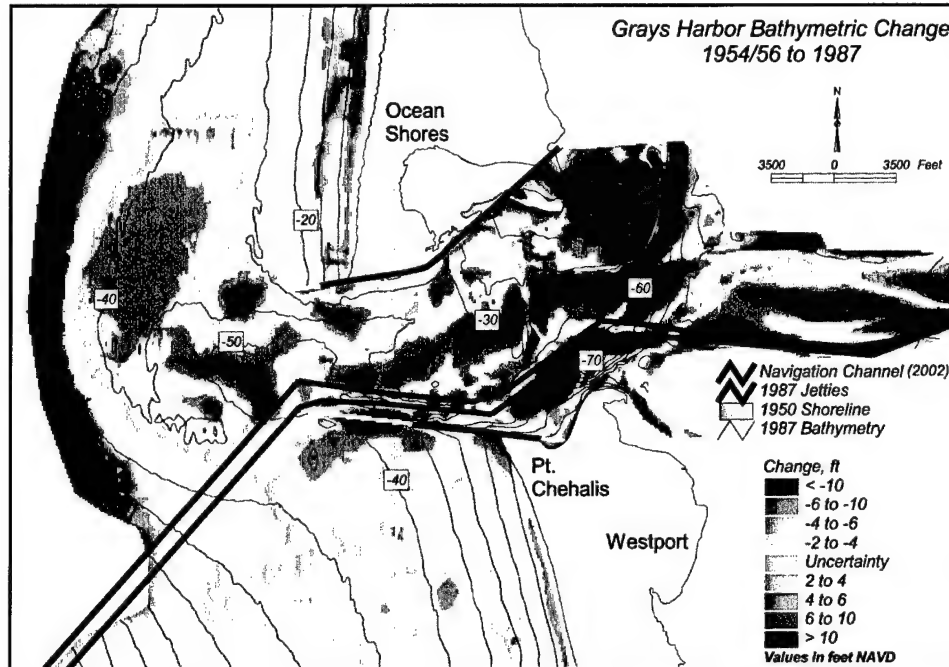 Grays Harbor Bathymetric Change
1954/56 to 1987
N
3500 0 3500 Feet
Ocean
Shores
-20
-40
-60
-30
-50
-70
-40
Navigation Channel (2002)
1987 Jetties
1950 Shoreline
1987 Bathymetry
Pt.
Chehalis
Westport
Change, ft
< -10
-6 to -10
-4 to -6
-2 to -4
Uncertainty
2 to 4
4 to 6
6 to 10
> 10
Values in feet NAVD